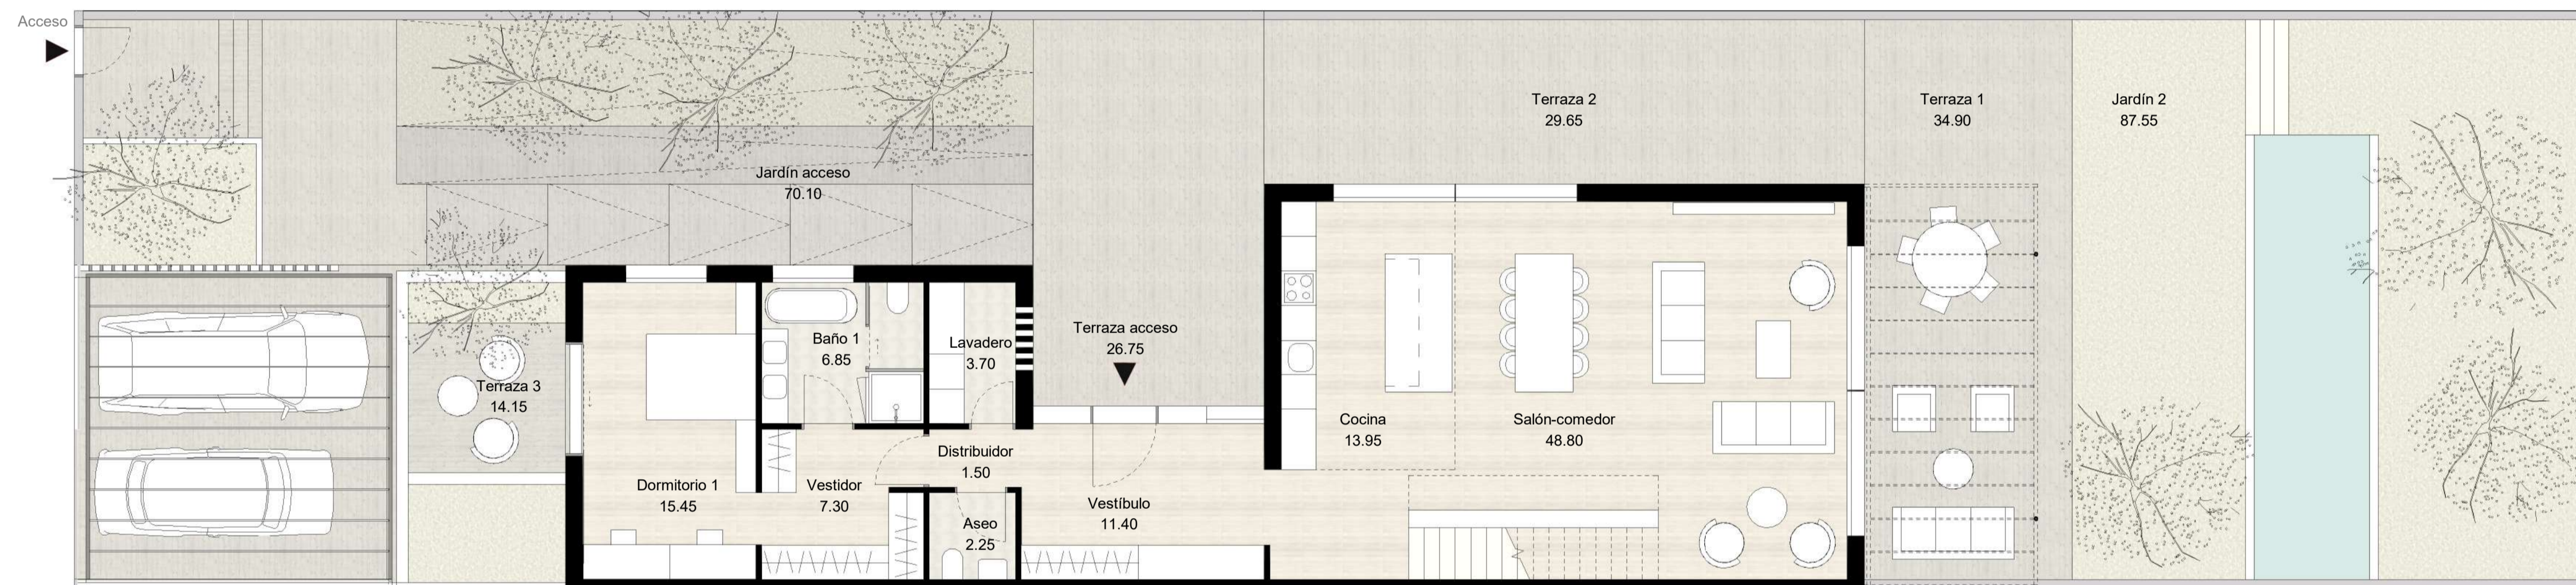 Acceso
Terraza 2
29.65
Terraza 1
34.90
Jardín 2
87.55
Jardín acceso
70.10
Terraza acceso
26.75
Baño 1
6.85
Lavadero
3.70
Terraza 3
14.15
Cocina
13.95
Salón-comedor
48.80
Distribuidor
1.50
Dormitorio 1
15.45
Vestidor
7.30
Vestíbulo
11.40
Aseo
2.25